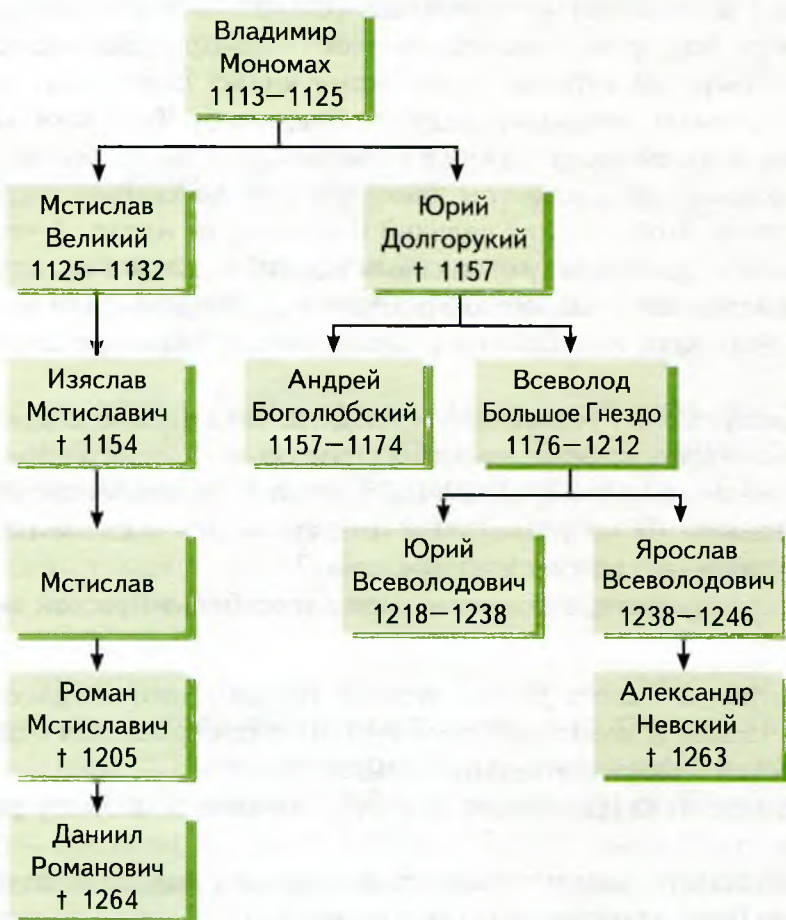 Владимир
Мономах
1113—1125
Мстислав
Великий
1125—1132
Юрий
Долгорукий
† 1157
Изяслав
Мстиславич
† 1154
Андрей
Боголюбский
1157—1174
Всеволод
Большое Гнездо
1176—1212
Мстислав
Юрий
Всеволодович
1218—1238
Ярослав
Всеволодович
1238—1246
Роман
Мстиславич
† 1205
Александр
Невский
† 1263
Даниил
Романович
† 1264